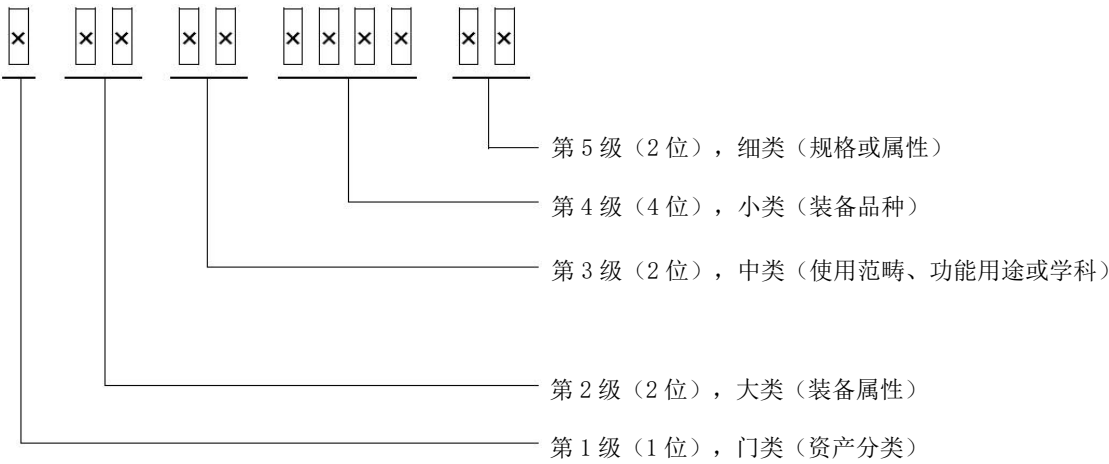 × ×× ×× ×××× ××
第5级（2位），细类（规格或属性）
第4级（4位），小类（装备品种）
第3级（2位），中类（使用范畴、功能用途或学科）
第2级（2位），大类（装备属性）
第1级（1位），门类（资产分类）